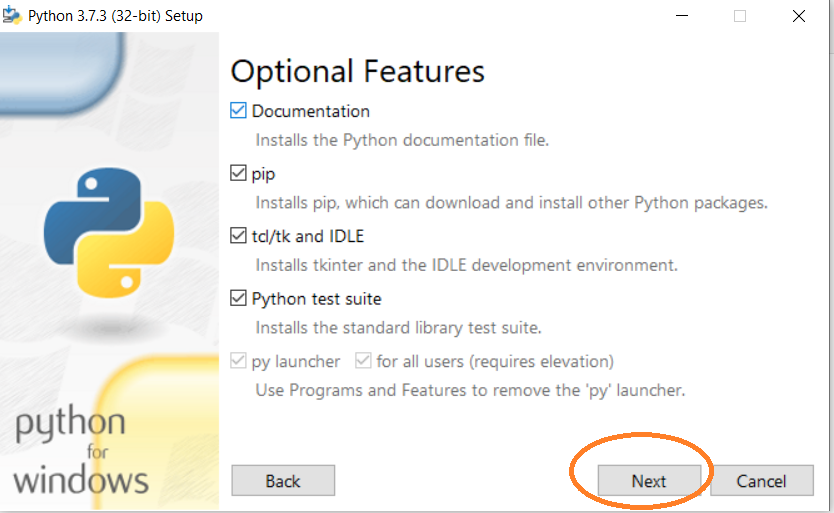 Python 3.7.3 (32-bit) Setup
Optional Features
Documentation
Installs the Python documentation file.
pip
Installs pip, which can download and install other Python packages.
tcl/tk and IDLE
Installs tkinter and the IDLE development environment.
Python test suite
Installs the standard library test suite.
py launcher for all users (requires elevation)
Use Programs and Features to remove the 'py' launcher.
python
for
windows
Back Next Cancel